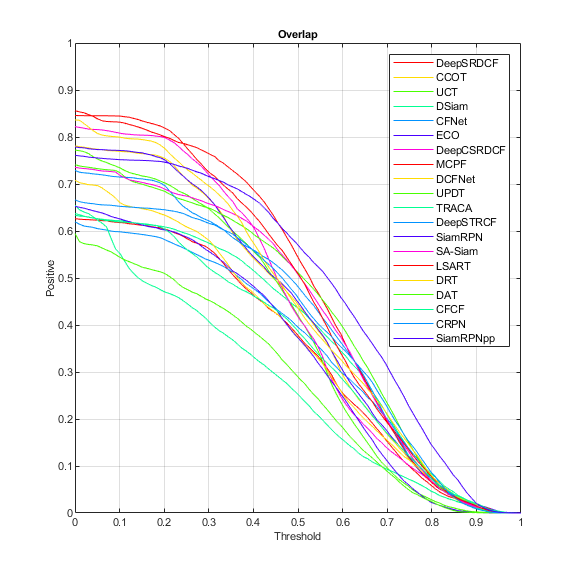 Overlap
1
0.9
0.8
0.7
0.6
0.5
0.4
0.3
0.2
0.1
0
Positive
0 0.1 0.2 0.3 0.4 0.5 0.6 0.7 0.8 0.9 1
Threshold
DeepSRDCF
CCOT
UCT
DSiam
CFNet
ECO
DeepCSRDCF
MCPF
DCFNet
UPDT
TRACA
DeepSTRCF
SiamRPN
SA-Siam
LSART
DRT
DAT
CFCF
CRPN
SiamRPNpp